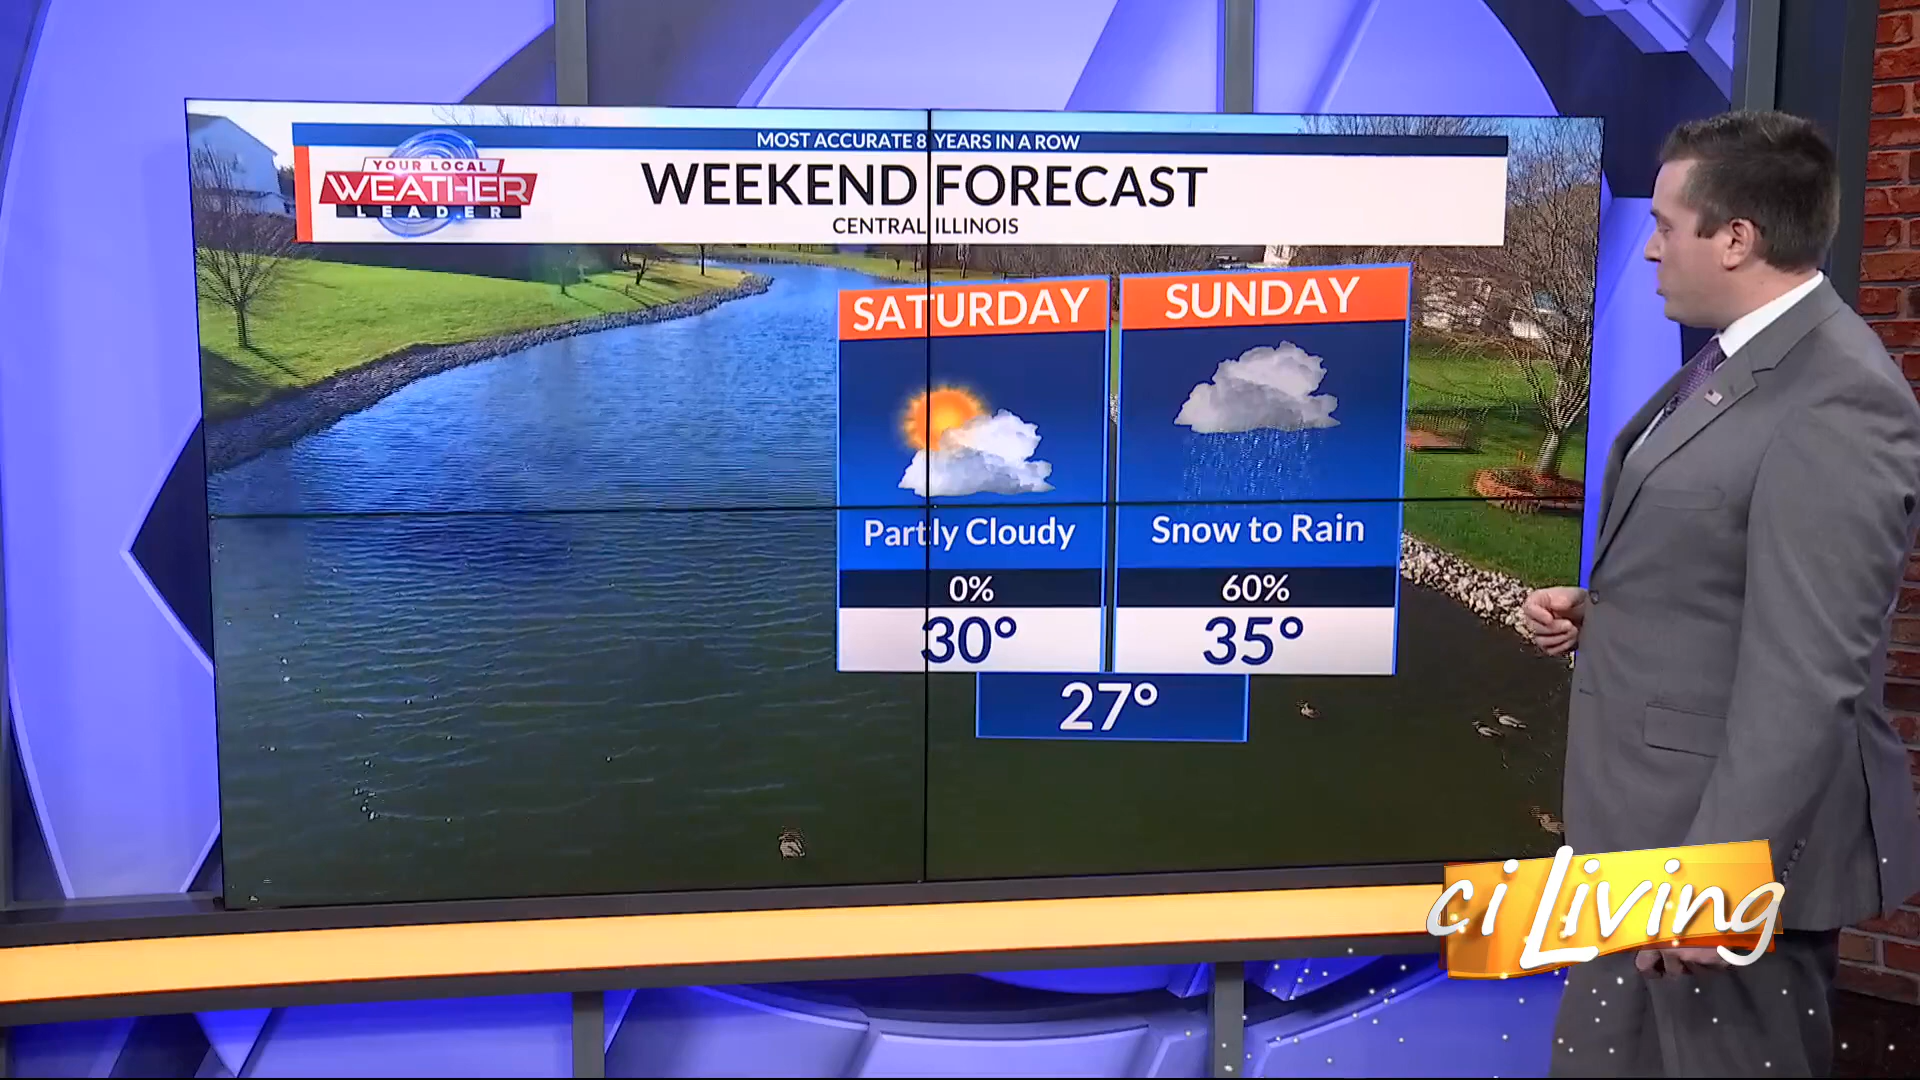 MOST ACCURATE 8 YEARS IN A ROW
YOUR LOCAL
WEATHER
LEADER
WEEKEND FORECAST
CENTRAL ILLINOIS
SATURDAY
Partly Cloudy
0%
30°
SUNDAY
Snow to Rain
60%
35°
27°
ci Living